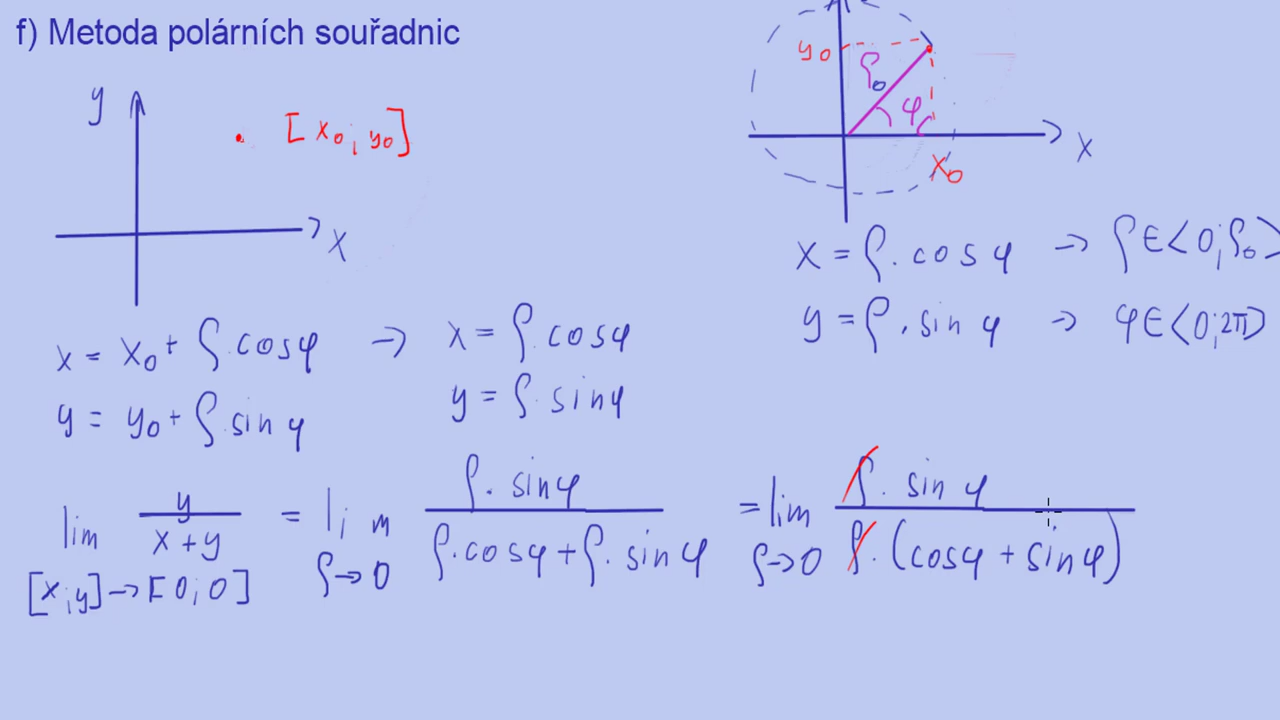 f) Metoda polárních souřadnic
y
[x₀; y₀]
x
y₀
ρ₀
φ
x
x₀
x = ρ. cos φ → ρ ∈ <0; ρ₀>
y = ρ. sin φ → φ ∈ <0; 2π)
x = x₀ + ρ. cos φ → x = ρ. cos φ
y = y₀ + ρ. sin φ y = ρ. sin φ
lim y / x + y = lim ρ. sin φ / ρ. cos φ + ρ. sin φ = lim ρ. sin φ / ρ. (cos φ + sin φ)
[x; y] → [0; 0] ρ → 0 ρ → 0